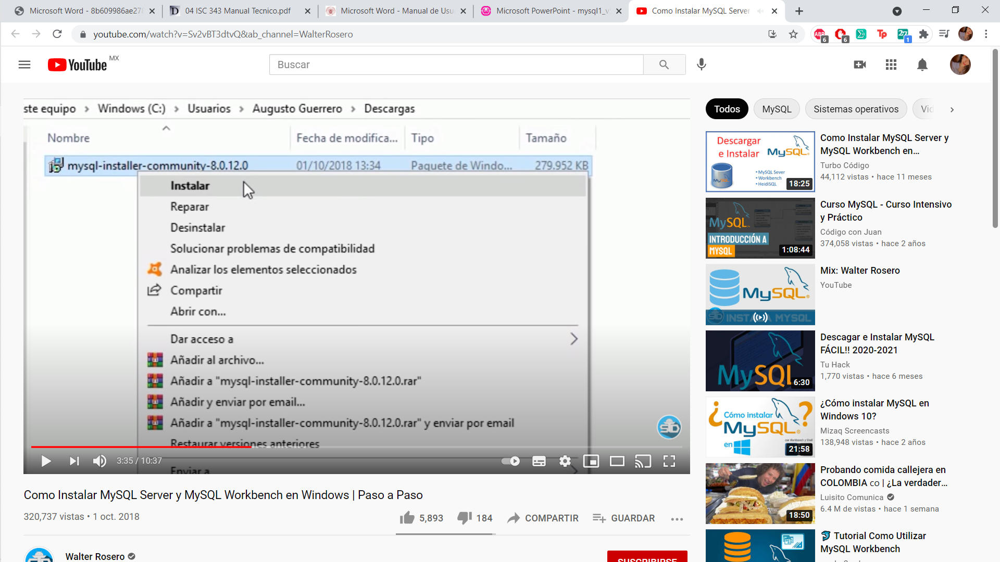 Microsoft Word - 8b609986ae27
04 ISC 343 Manual Tecnico.pdf
Microsoft Word - Manual de Usu
Microsoft PowerPoint - mysql1_v
Como Instalar MySQL Server
youtube.com/watch?v=Sv2vBT3dtvQ&ab_channel=WalterRosero
ABP
6
6
Tp
27
1
YouTube MX
Buscar
ste equipo > Windows (C:) > Usuarios > Augusto Guerrero > Descargas
Nombre
Fecha de modifica...
Tipo
Tamaño
mysql-installer-community-8.0.12.0
01/10/2018 13:34
Paquete de Windo...
279.952 KB
Instalar
Reparar
Desinstalar
Solucionar problemas de compatibilidad
Analizar los elementos seleccionados
Compartir
Abrir con...
Dar acceso a
Añadir al archivo...
Añadir a "mysql-installer-community-8.0.12.0.rar"
Añadir y enviar por email...
Añadir a "mysql-installer-community-8.0.12.0.rar" y enviar por email
Restaurar versiones anteriores
Enviar a
3:35 / 10:37
Como Instalar MySQL Server y MySQL Workbench en Windows | Paso a Paso
320,737 vistas • 1 oct. 2018
5,893
184
COMPARTIR
GUARDAR
Walter Rosero
SUSCRIBIRSE
Todos
MySQL
Sistemas operativos
Vid
Descargar
e Instalar
MySQL
• MySQL Sever
• Workbench
• HeidiSQL
18:25
Como Instalar MySQL Server y
MySQL Workbench en...
Turbo Código
44,112 vistas • hace 11 meses
MySQL
INTRODUCCIÓN A
MYSQL
1:08:44
Curso MySQL - Curso Intensivo
y Práctico
Código con Juan
374,058 vistas • hace 2 años
MySQL
INSTALA MYSQL
Mix: Walter Rosero
YouTube
MySQL
6:30
Descagar e Instalar MySQL
FÁCIL!! 2020-2021
Tu Hack
1,770 vistas • hace 6 meses
¿Cómo instalar
MySQL?
en
con Workbench y Shell
21:58
¿Cómo instalar MySQL en
Windows 10?
Mizaq Screencasts
138,948 vistas • hace 2 años
18:50
Probando comida callejera en
COLOMBIA co | ¿La verdader...
Luisito Comunica
6.4 M de vistas • hace 1 semana
Tutorial Como Utilizar
MySQL Workbench